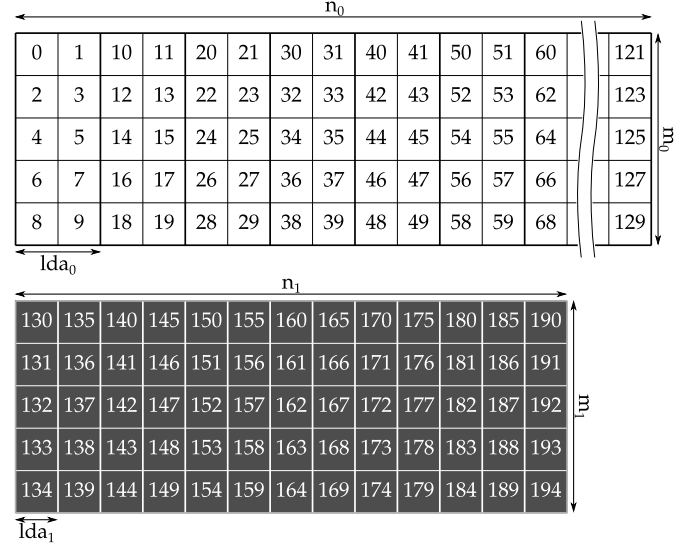 n₀
0 1 10 11 20 21 30 31 40 41 50 51 60 121
2 3 12 13 22 23 32 33 42 43 52 53 62 123
4 5 14 15 24 25 34 35 44 45 54 55 64 125
6 7 16 17 26 27 36 37 46 47 56 57 66 127
8 9 18 19 28 29 38 39 48 49 58 59 68 129
m₀
lda₀
n₁
130 135 140 145 150 155 160 165 170 175 180 185 190
131 136 141 146 151 156 161 166 171 176 181 186 191
132 137 142 147 152 157 162 167 172 177 182 187 192
133 138 143 148 153 158 163 168 173 178 183 188 193
134 139 144 149 154 159 164 169 174 179 184 189 194
m₁
lda₁